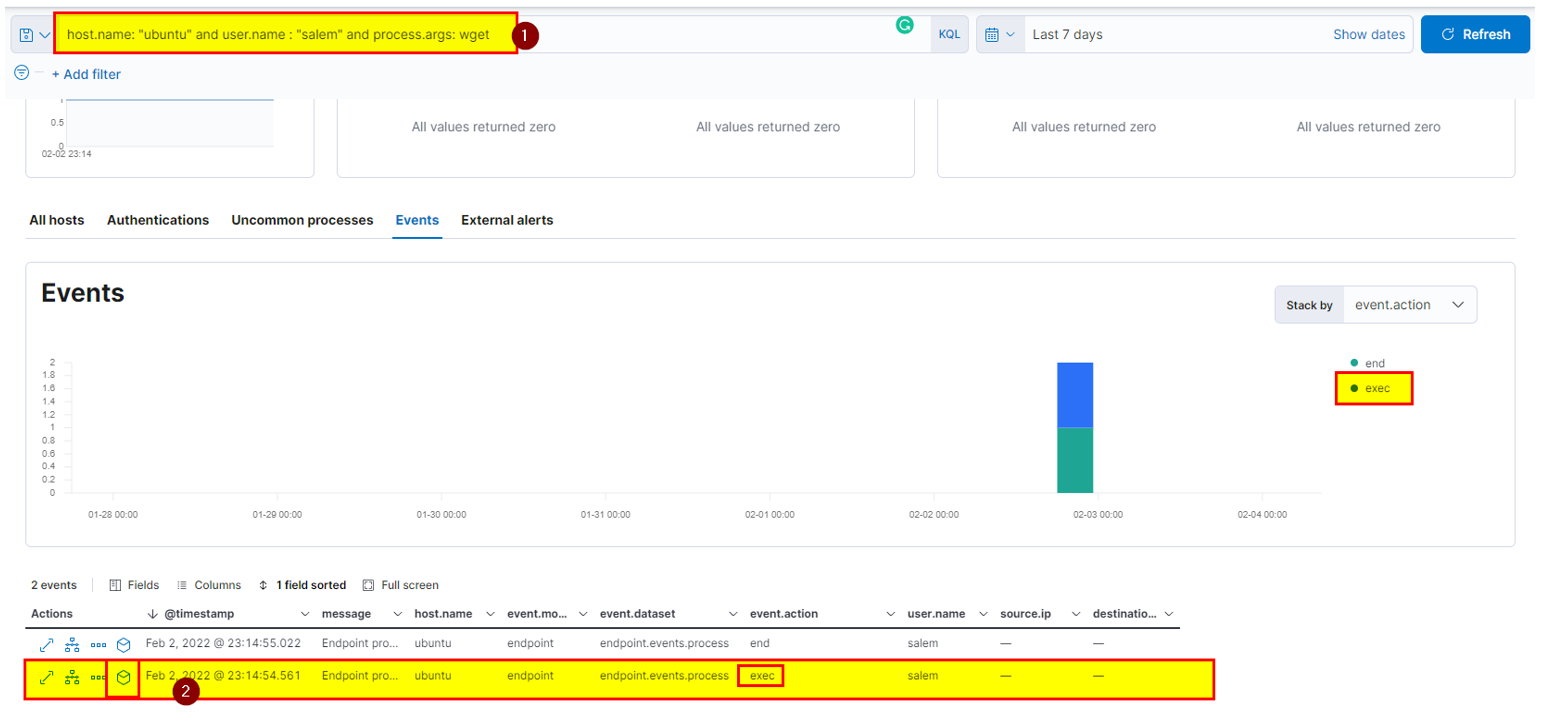 host.name: "ubuntu" and user.name : "salem" and process.args: wget
1
KQL
Last 7 days
Show dates
Refresh
+ Add filter
0.5
0
02-02 23:14
All values returned zero
All values returned zero
All values returned zero
All values returned zero
All hosts
Authentications
Uncommon processes
Events
External alerts
Events
Stack by
event.action
2
1.8
1.6
1.4
1.2
1
0.8
0.6
0.4
0.2
0
end
exec
01-28 00:00
01-29 00:00
01-30 00:00
01-31 00:00
02-01 00:00
02-02 00:00
02-03 00:00
02-04 00:00
2 events
Fields
Columns
1 field sorted
Full screen
Actions @timestamp message host.name event.mo... event.dataset event.action user.name source.ip destinatio...
Feb 2, 2022 @ 23:14:55.022 Endpoint pro... ubuntu endpoint endpoint.events.process end salem — —
Feb 2, 2022 @ 23:14:54.561 Endpoint pro... ubuntu endpoint endpoint.events.process exec salem — —
2